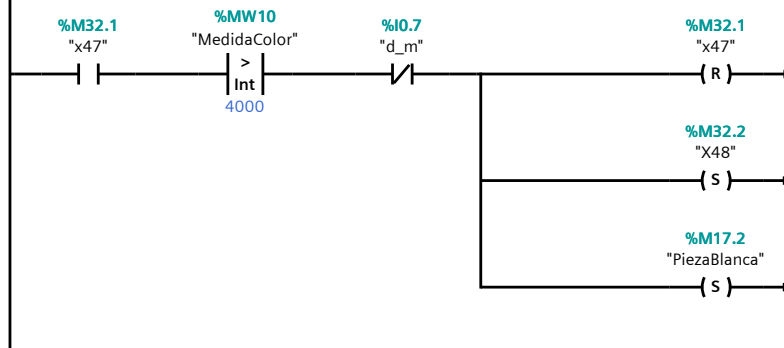 %M32.1
"x47"
%MW10
"MedidaColor"
>
Int
4000
%I0.7
"d_m"
%M32.1
"x47"
R
%M32.2
"X48"
S
%M17.2
"PiezaBlanca"
S